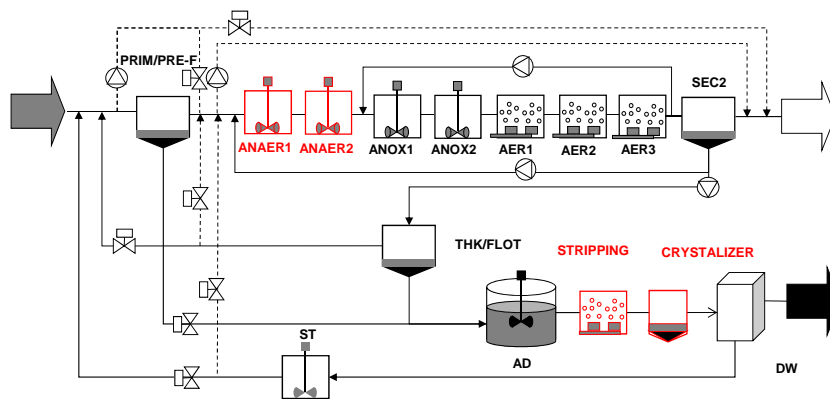 PRIM/PRE-F
SEC2
ANAER1
ANAER2
ANOX1
ANOX2
AER1
AER2
AER3
THK/FLOT
STRIPPING
CRYSTALIZER
ST
AD
DW